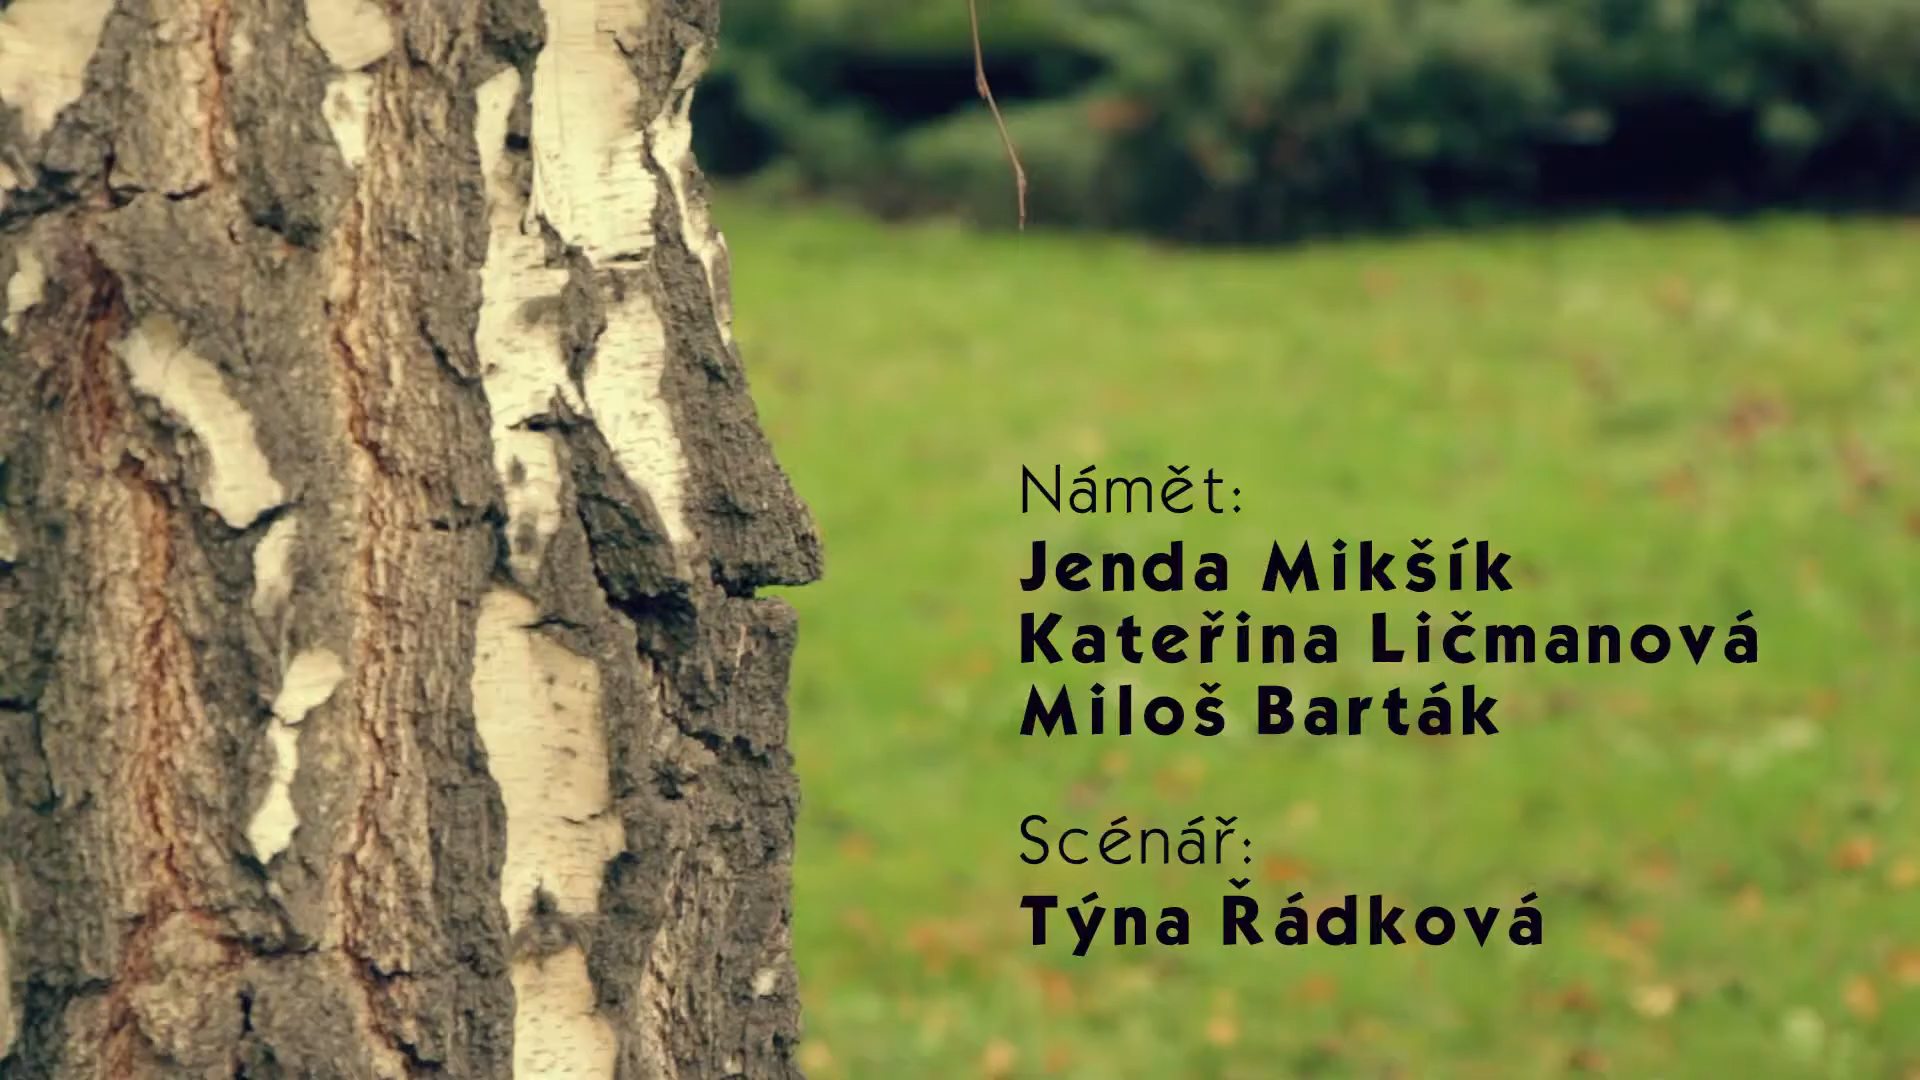 Námět:
Jenda Mikšík
Kateřina Ličmanová
Miloš Barták
Scénář:
Týna Řádková